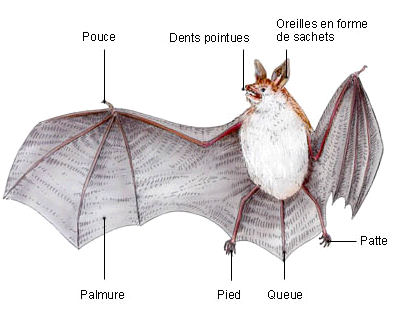 Oreilles en forme
de sachets
Pouce
Dents pointues
Patte
Palmure
Pied
Queue